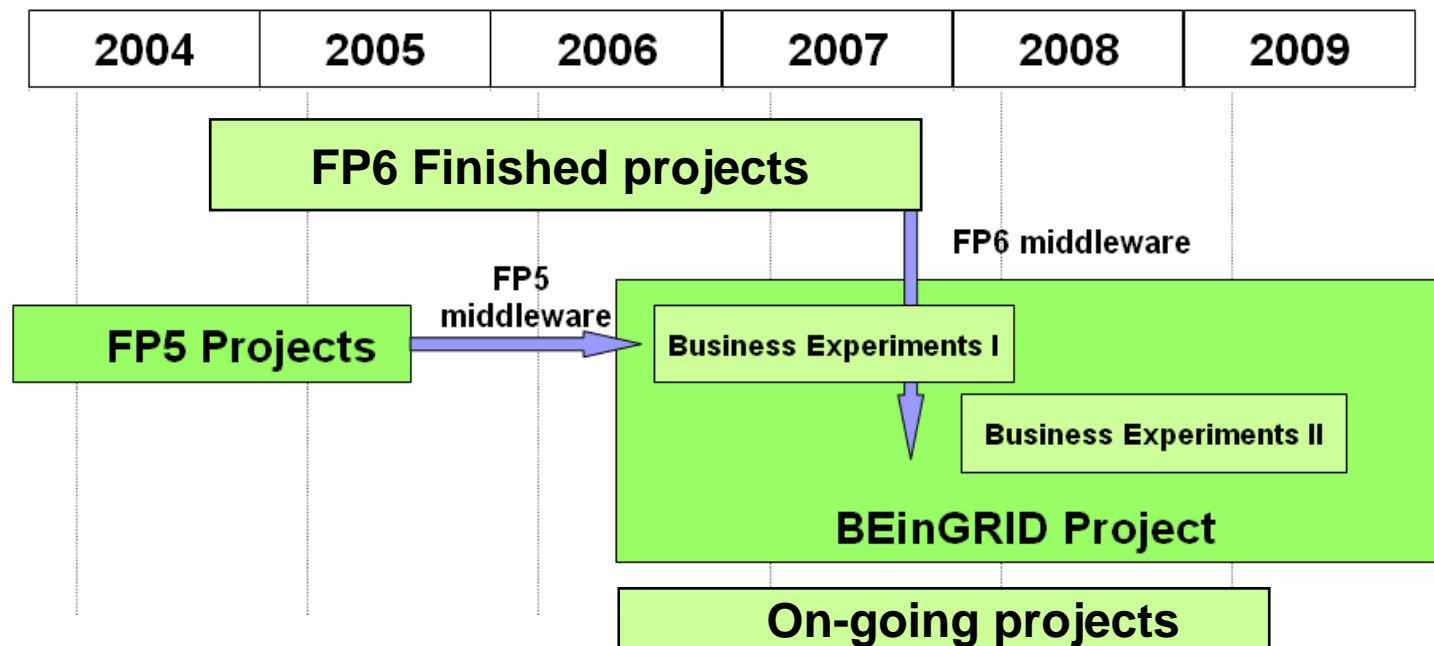 2004 2005 2006 2007 2008 2009
FP6 Finished projects
FP6 middleware
FP5
middleware
FP5 Projects
Business Experiments I
Business Experiments II
BEinGRID Project
On-going projects